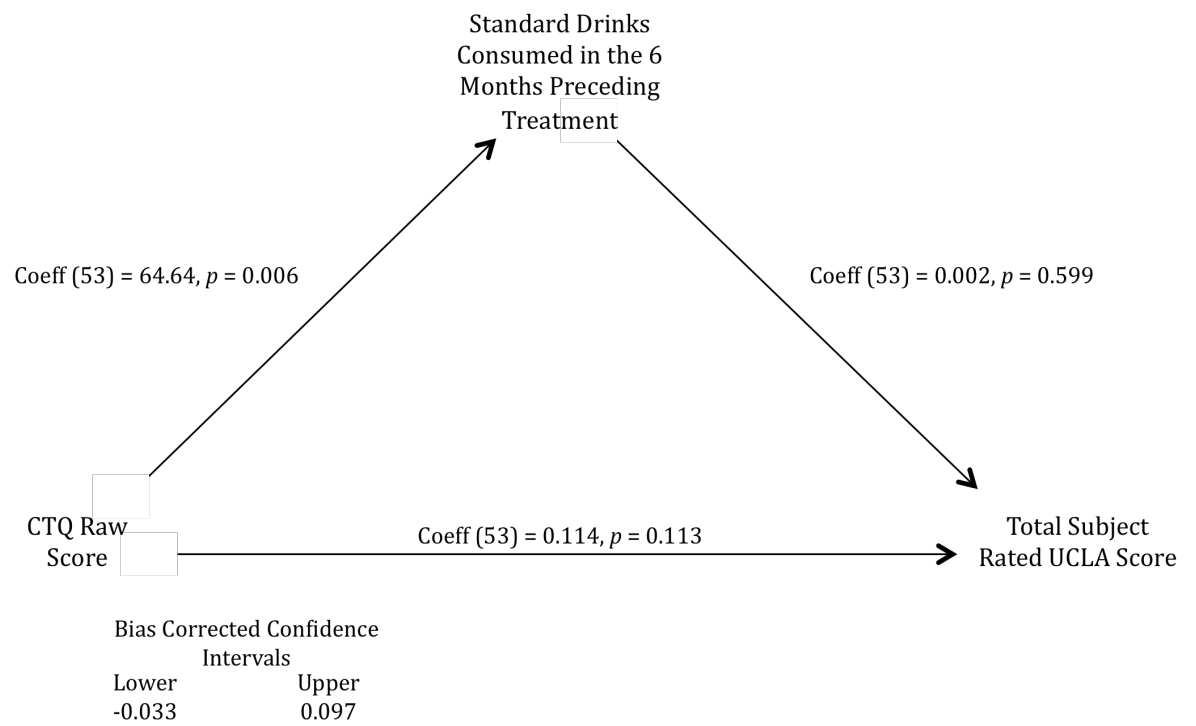 Standard Drinks
Consumed in the 6
Months Preceding
Treatment
Coeff (53) = 64.64, p = 0.006
Coeff (53) = 0.002, p = 0.599
CTQ Raw
Score
Coeff (53) = 0.114, p = 0.113
Total Subject
Rated UCLA Score
Bias Corrected Confidence
Intervals
Lower Upper
-0.033 0.097